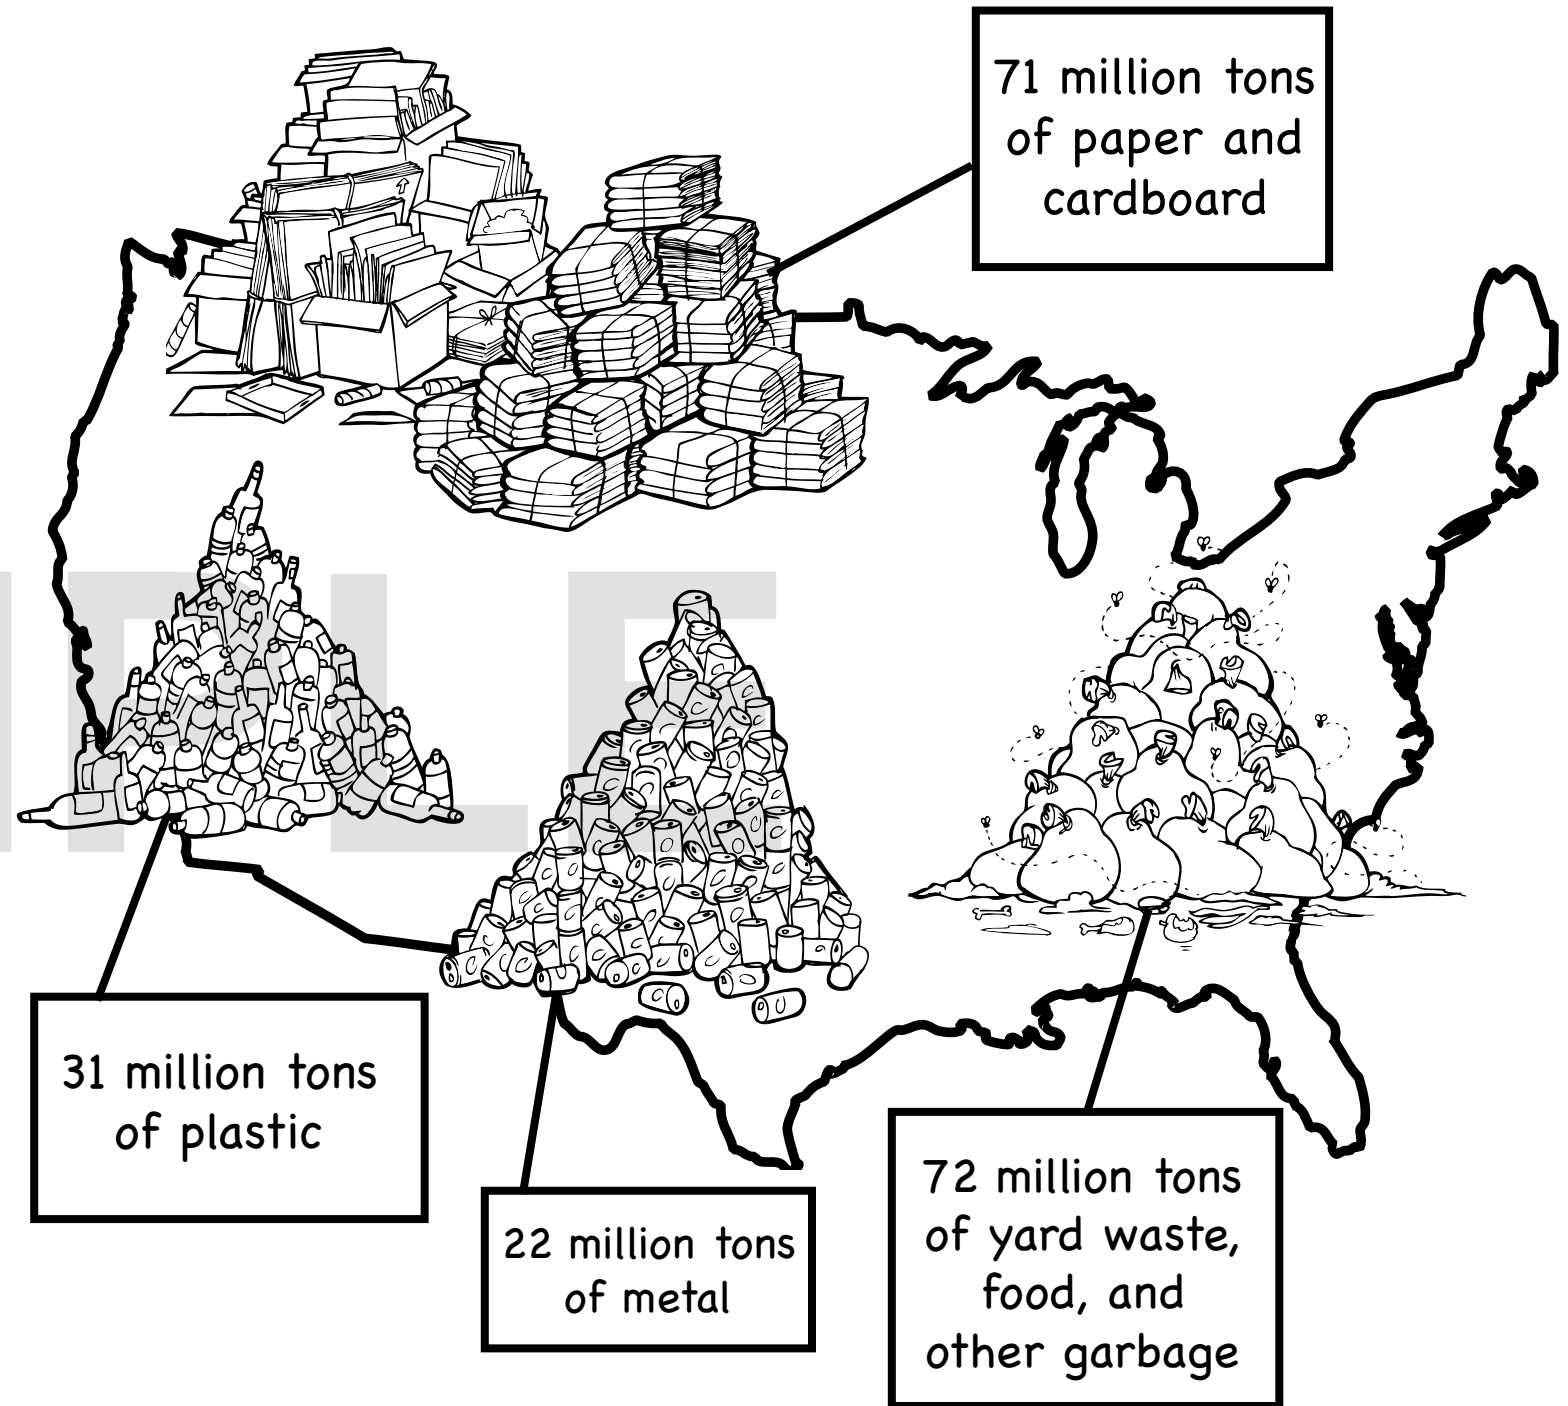 71 million tons
of paper and
cardboard
31 million tons
of plastic
22 million tons
of metal
72 million tons
of yard waste,
food, and
other garbage